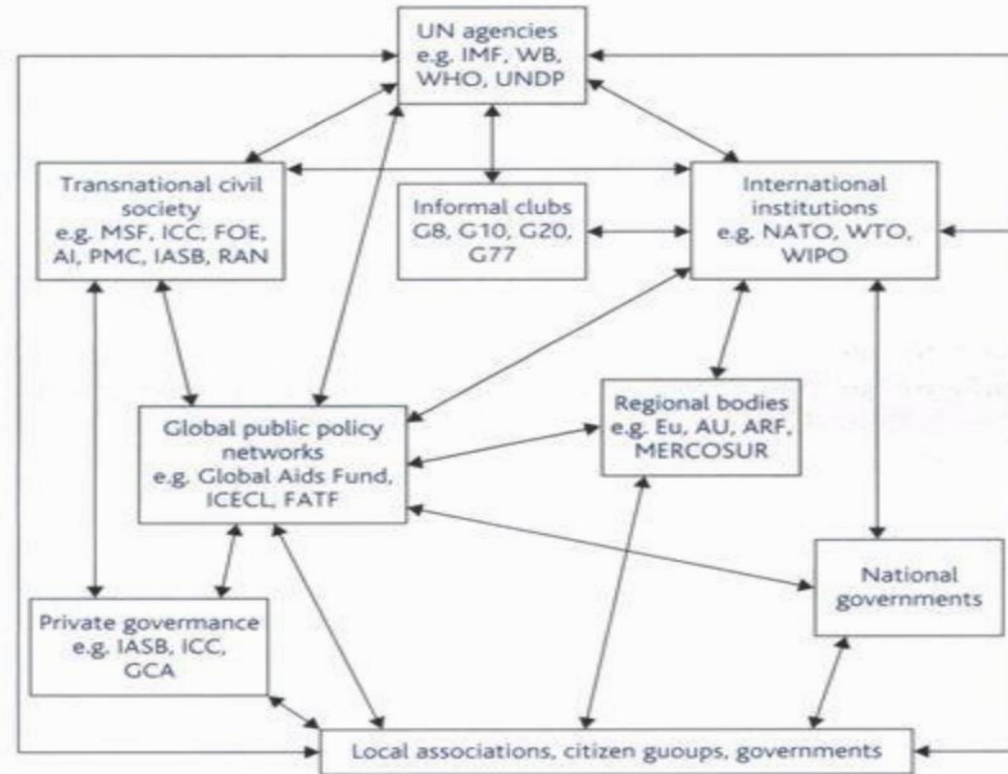 UN agencies
e.g. IMF, WB,
WHO, UNDP
Transnational civil
society
e.g. MSF, ICC, FOE,
AI, PMC, IASB, RAN
Informal clubs
G8, G10, G20,
G77
International
institutions
e.g. NATO, WTO,
WIPO
Global public policy
networks
e.g. Global Aids Fund,
ICECL, FATF
Regional bodies
e.g. Eu, AU, ARF,
MERCOSUR
National
governments
Private governance
e.g. IASB, ICC,
GCA
Local associations, citizen guoups, governments